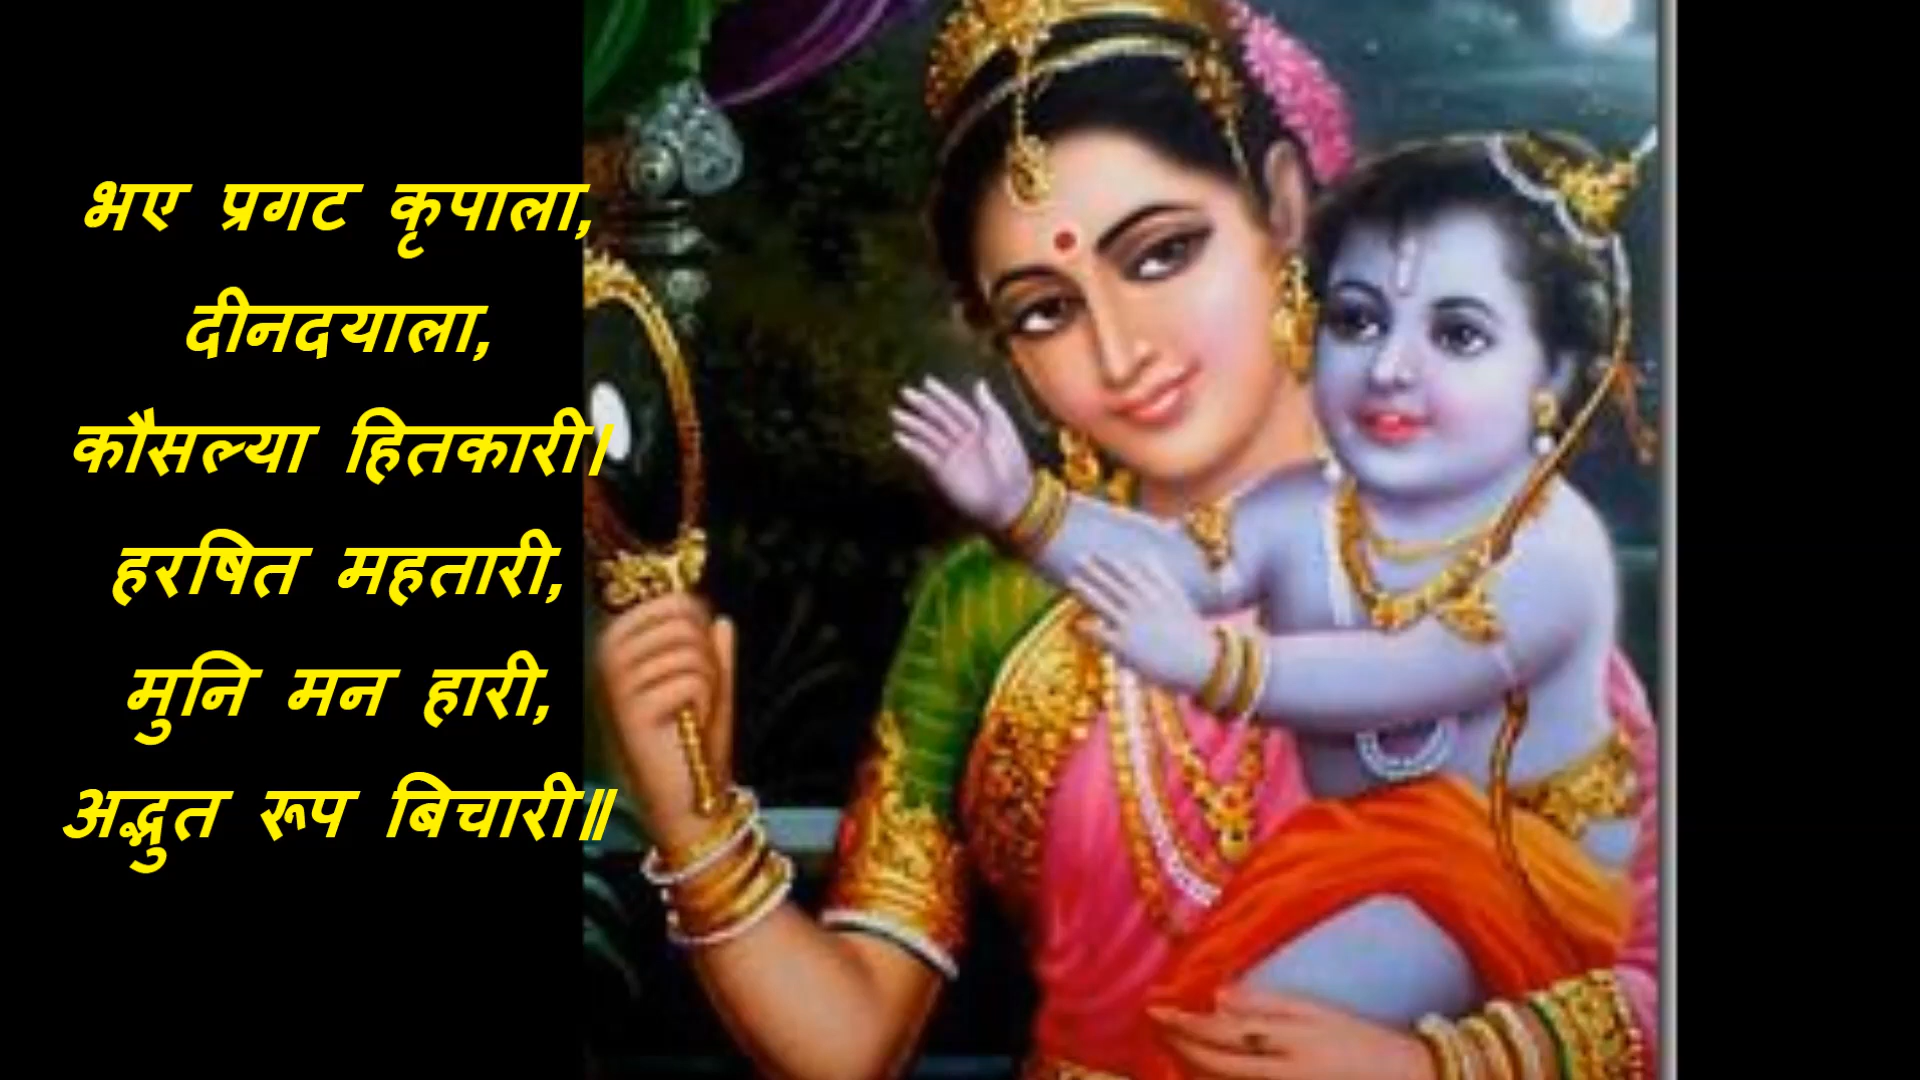 भए प्रगट कृपाला,
दीनदयाला,
कौसल्या हितकारी।
हरषित महतारी,
मुनि मन हारी,
अद्भुत रूप बिचारी॥